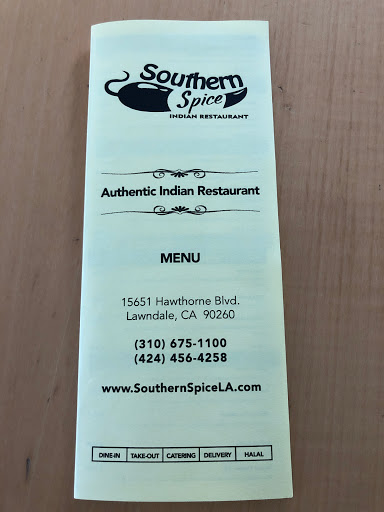 Southern
Spice
INDIAN RESTAURANT
Authentic Indian Restaurant
MENU
15651 Hawthorne Blvd.
Lawndale, CA 90260
(310) 675-1100
(424) 456-4258
www.SouthernSpiceLA.com
DINE-IN TAKE-OUT CATERING DELIVERY HALAL